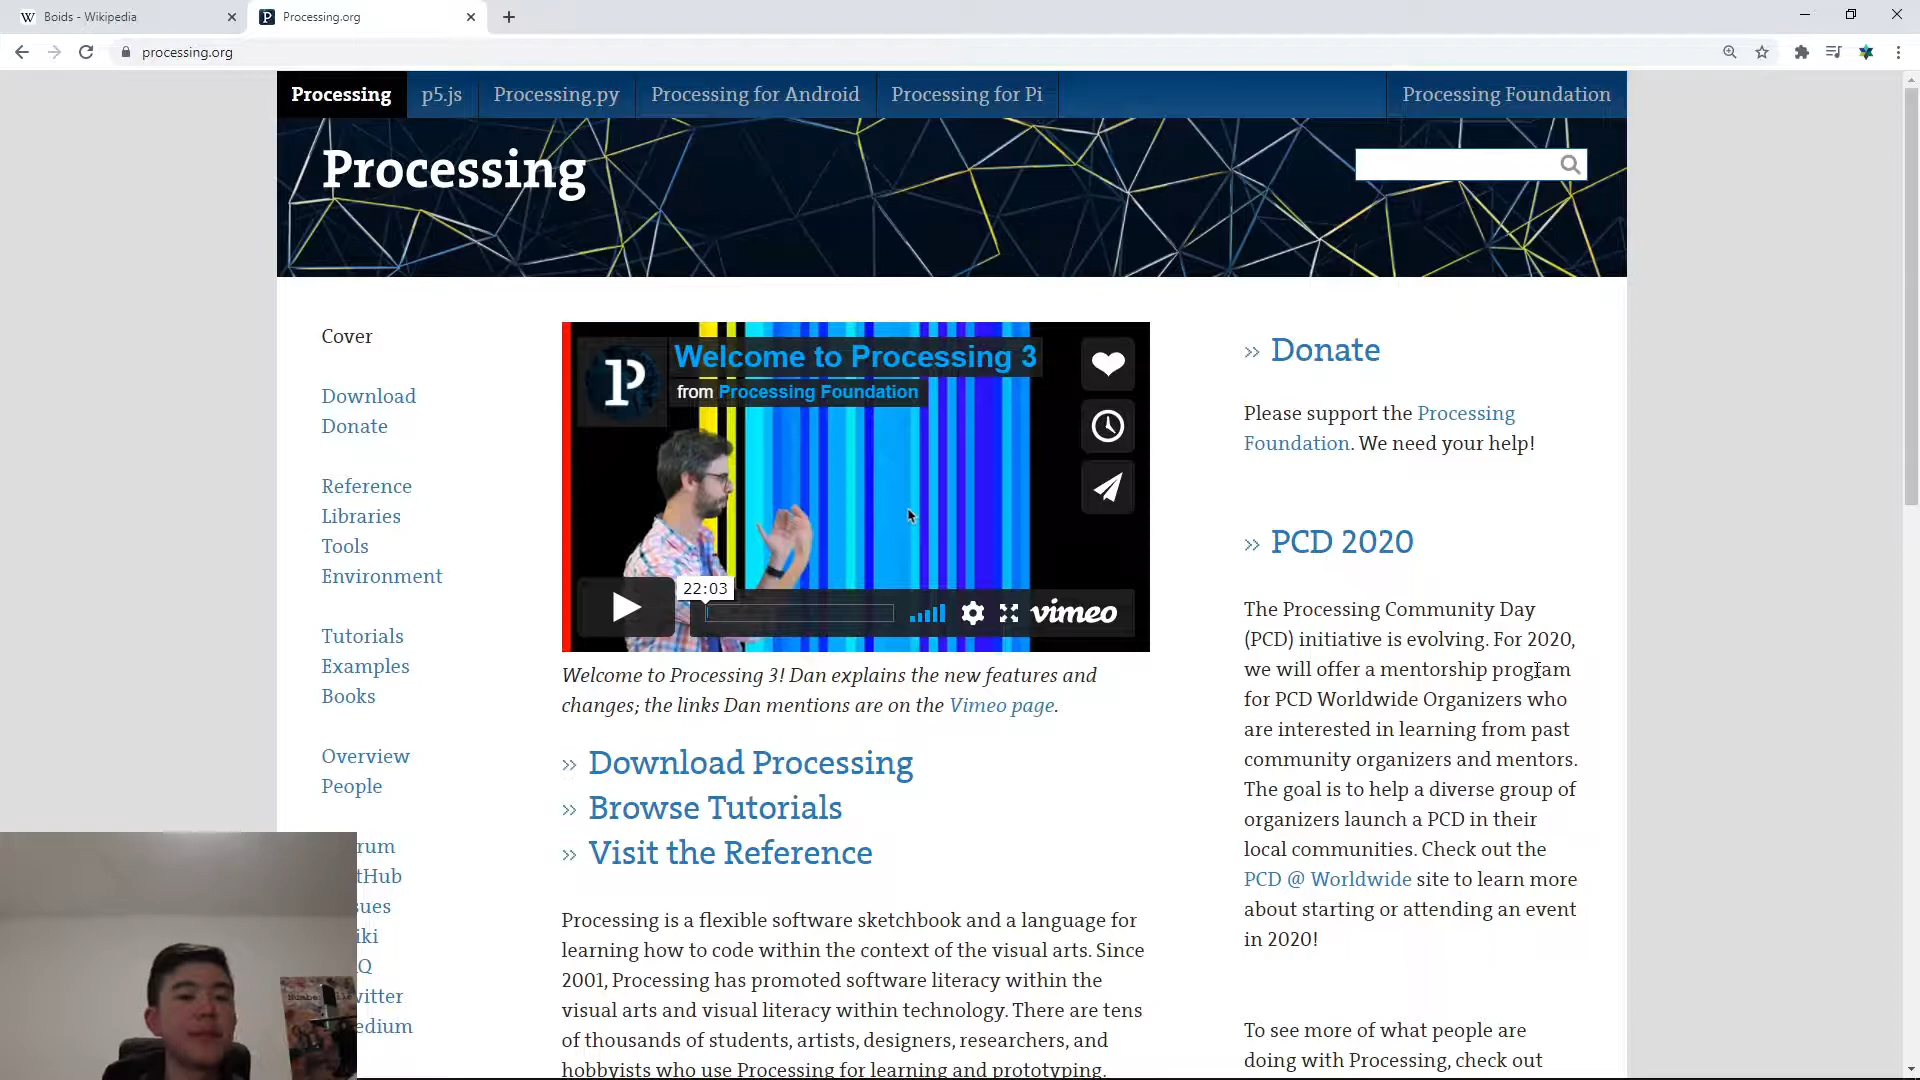 Boids - Wikipedia
Processing.org
processing.org
Processing
p5.js
Processing.py
Processing for Android
Processing for Pi
Processing Foundation
Processing
Cover
Download
Donate
Reference
Libraries
Tools
Environment
Tutorials
Examples
Books
Overview
People
rum
tHub
sues
iki
Q
witter
edium
Welcome to Processing 3
from Processing Foundation
22:03
vimeo
Welcome to Processing 3! Dan explains the new features and
changes; the links Dan mentions are on the Vimeo page.
» Download Processing
» Browse Tutorials
» Visit the Reference
Processing is a flexible software sketchbook and a language for
learning how to code within the context of the visual arts. Since
2001, Processing has promoted software literacy within the
visual arts and visual literacy within technology. There are tens
of thousands of students, artists, designers, researchers, and
hobbyists who use Processing for learning and prototyping.
» Donate
Please support the Processing
Foundation. We need your help!
» PCD 2020
The Processing Community Day
(PCD) initiative is evolving. For 2020,
we will offer a mentorship program
for PCD Worldwide Organizers who
are interested in learning from past
community organizers and mentors.
The goal is to help a diverse group of
organizers launch a PCD in their
local communities. Check out the
PCD @ Worldwide site to learn more
about starting or attending an event
in 2020!
To see more of what people are
doing with Processing, check out